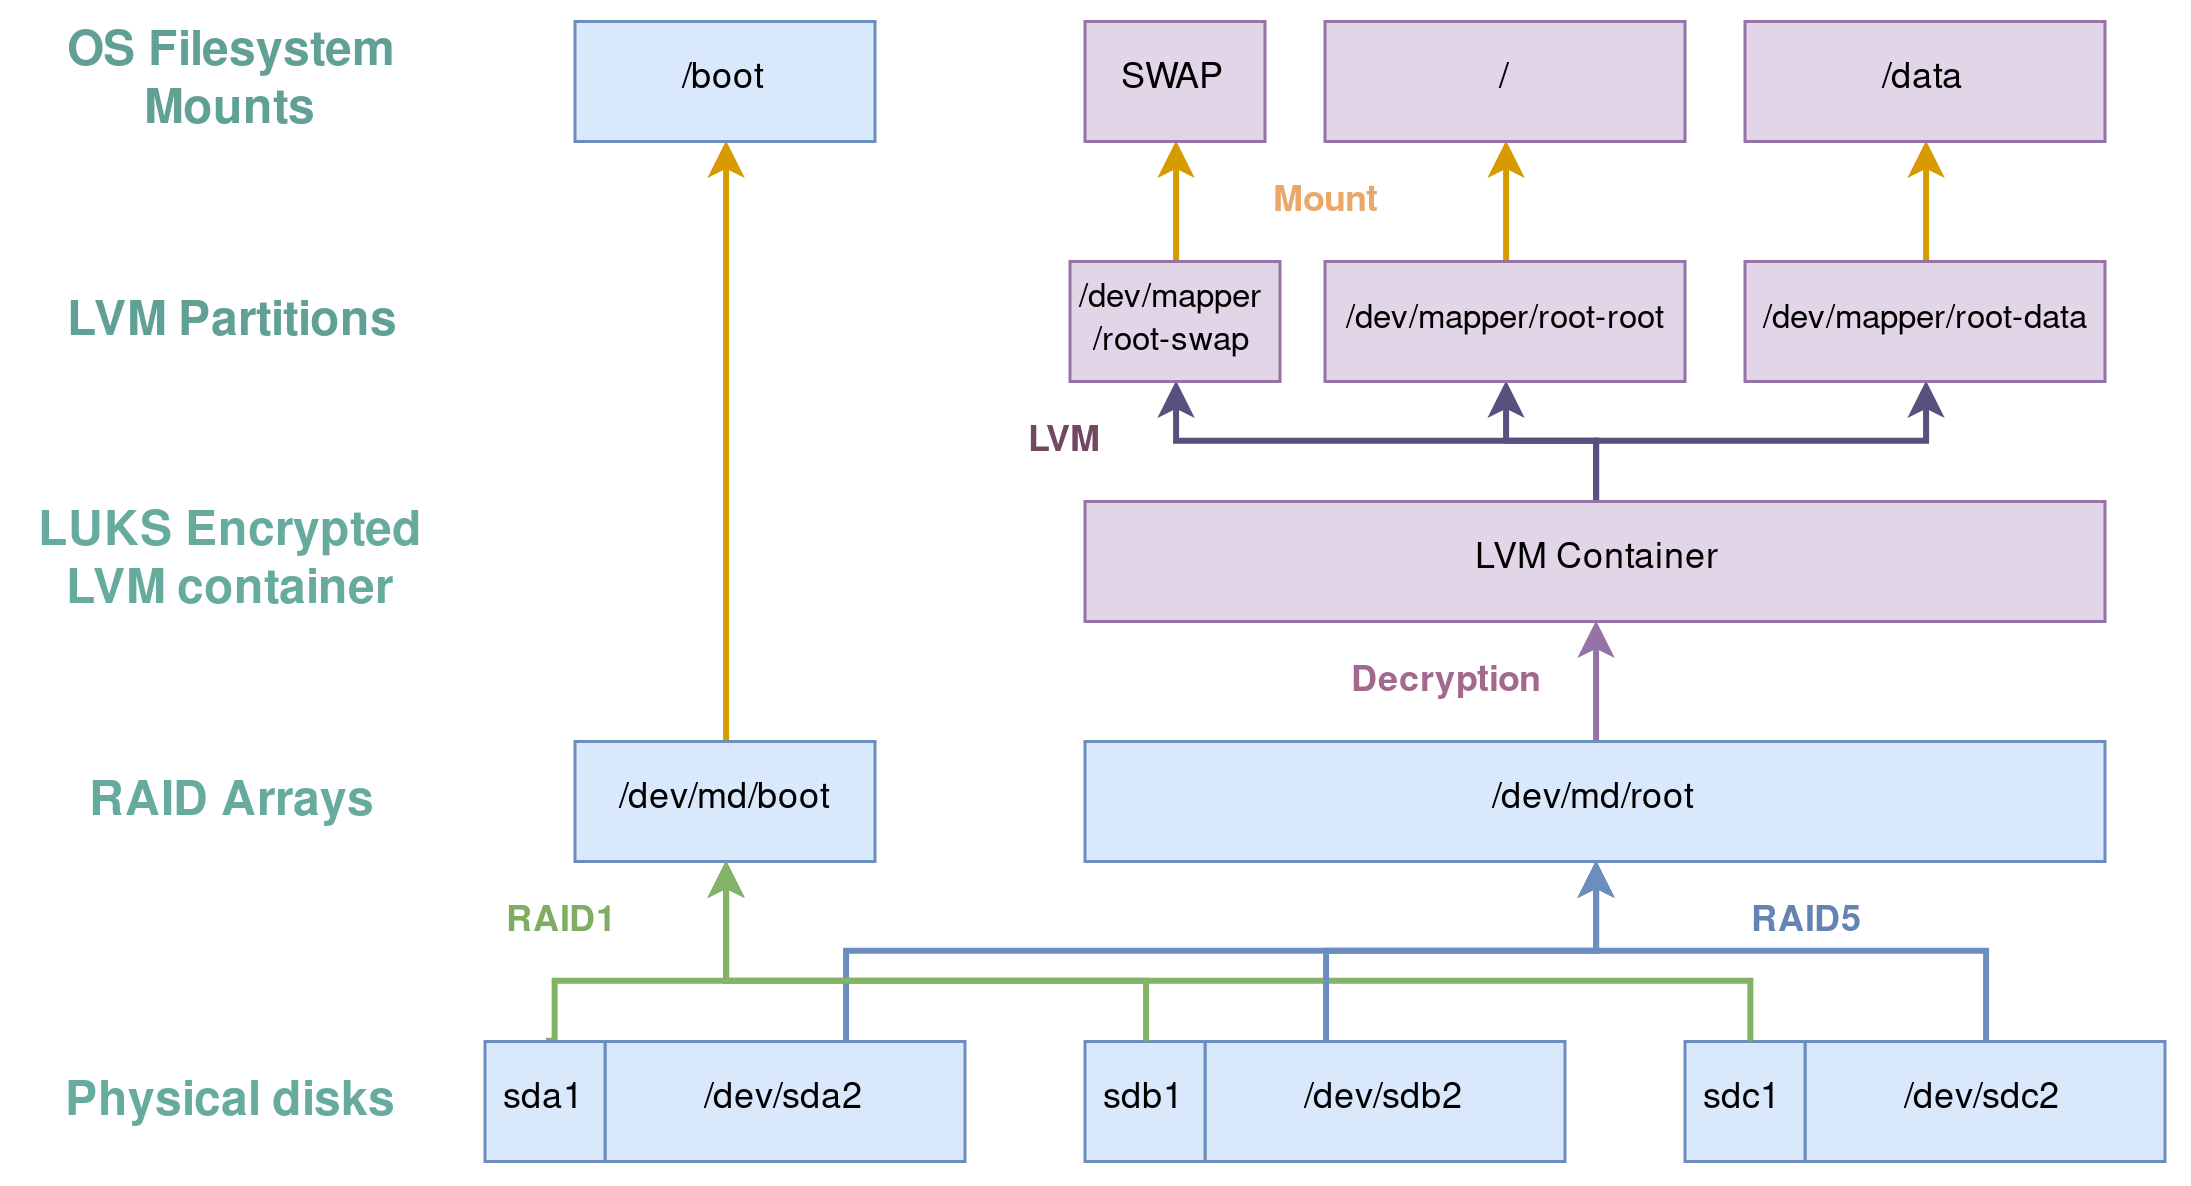 OS Filesystem
Mounts
/boot
SWAP
/
/data
Mount
LVM Partitions
/dev/mapper
/root-swap
/dev/mapper/root-root
/dev/mapper/root-data
LVM
LUKS Encrypted
LVM container
LVM Container
Decryption
RAID Arrays
/dev/md/boot
/dev/md/root
RAID1
RAID5
Physical disks
sda1
/dev/sda2
sdb1
/dev/sdb2
sdc1
/dev/sdc2